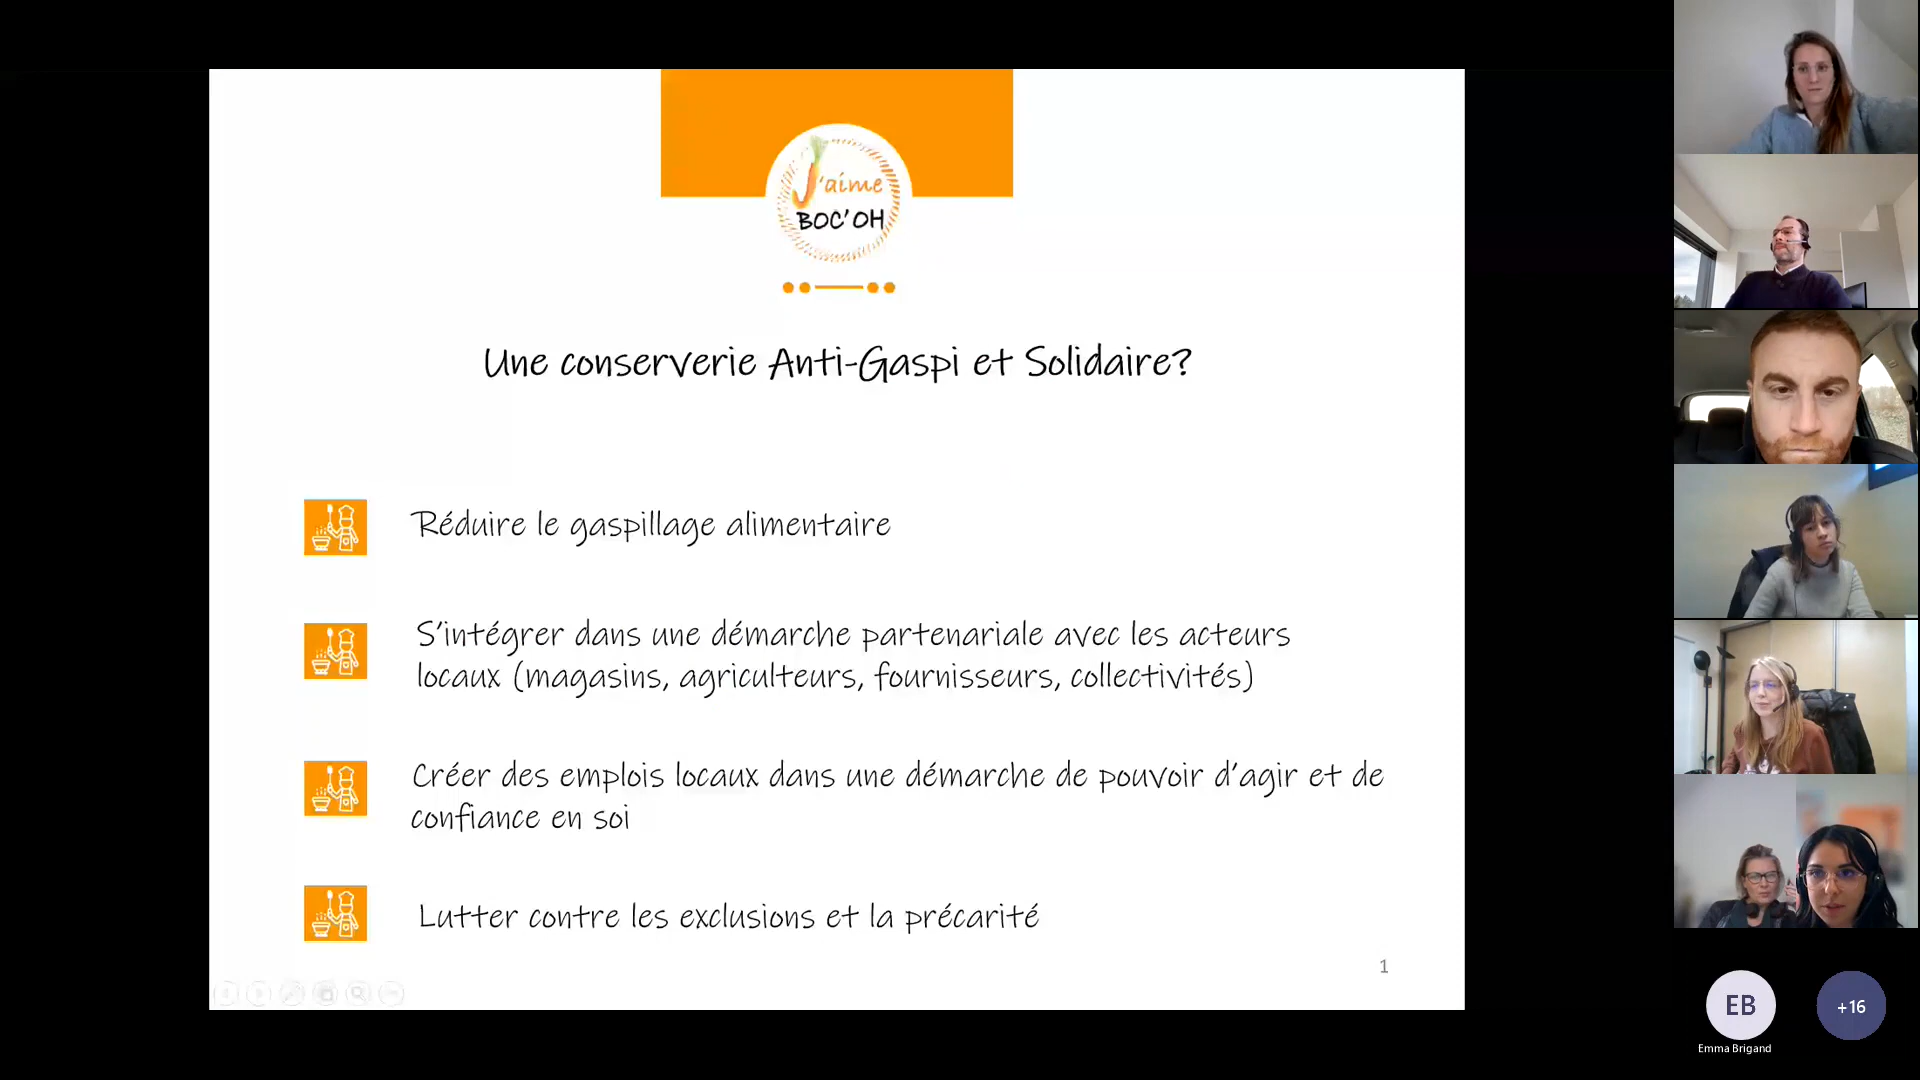 J'aime
BOC'OH
Une conserverie Anti-Gaspi et Solidaire?
Réduire le gaspillage alimentaire
S'intégrer dans une démarche partenariale avec les acteurs
locaux (magasins, agriculteurs, fournisseurs, collectivités)
Créer des emplois locaux dans une démarche de pouvoir d'agir et de
confiance en soi
Lutter contre les exclusions et la précarité
1
EB
+16
Emma Brigand